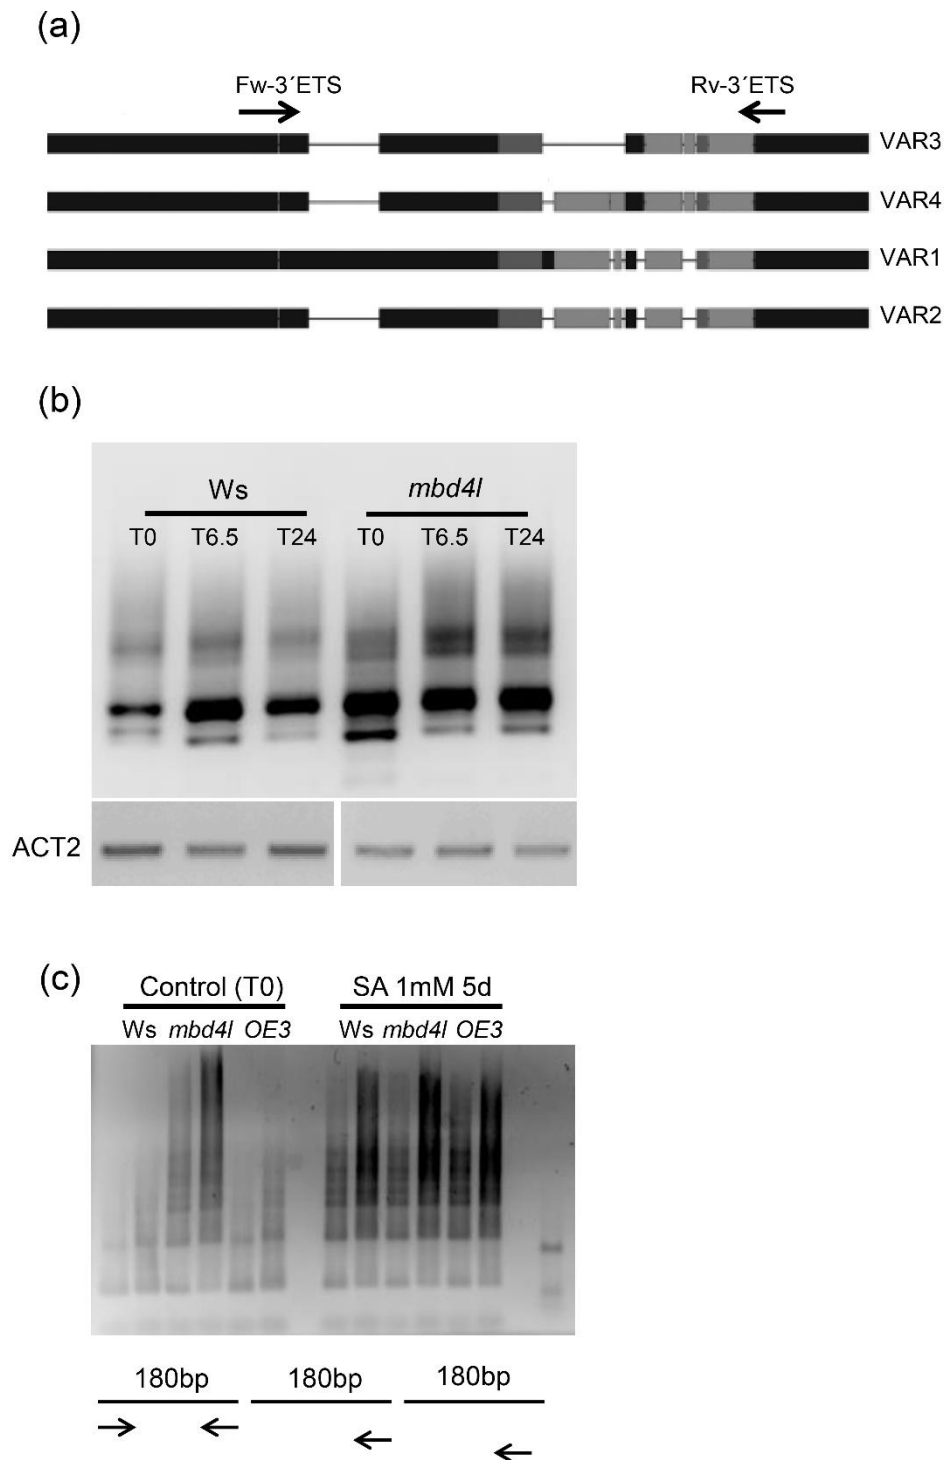 (a)
Fw-3´ETS Rv-3´ETS
VAR3
VAR4
VAR1
VAR2
(b)
Ws mbd4l
T0 T6.5 T24 T0 T6.5 T24
ACT2
(c)
Control (T0) SA 1mM 5d
Ws mbd4l OE3 Ws mbd4l OE3
180bp 180bp 180bp